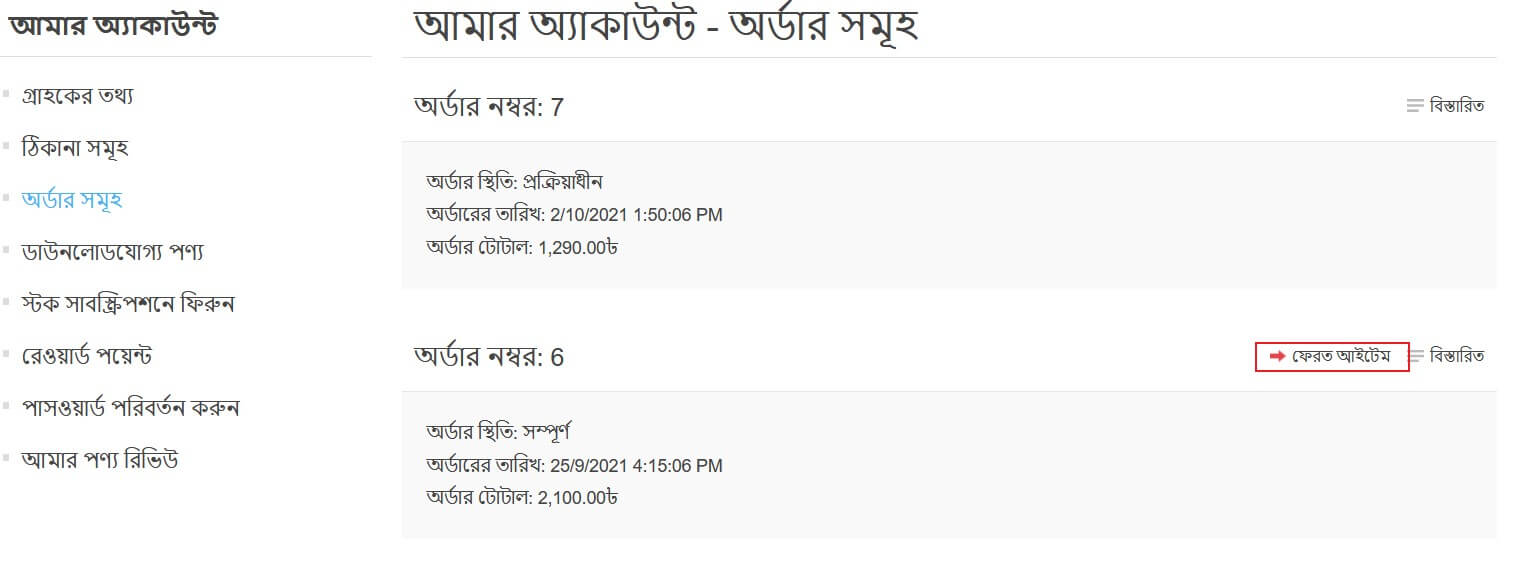 আমার অ্যাকাউন্ট
গ্রাহকের তথ্য
ঠিকানা সমূহ
অর্ডার সমূহ
ডাউনলোডযোগ্য পণ্য
স্টক সাবস্ক্রিপশনে ফিরুন
রেওয়ার্ড পয়েন্ট
পাসওয়ার্ড পরিবর্তন করুন
আমার পণ্য রিভিউ
আমার অ্যাকাউন্ট - অর্ডার সমূহ
অর্ডার নম্বর: 7
বিস্তারিত
অর্ডার স্থিতি: প্রক্রিয়াধীন
অর্ডারের তারিখ: 2/10/2021 1:50:06 PM
অর্ডার টোটাল: 1,290.00৳
অর্ডার নম্বর: 6
ফেরত আইটেম
বিস্তারিত
অর্ডার স্থিতি: সম্পূর্ণ
অর্ডারের তারিখ: 25/9/2021 4:15:06 PM
অর্ডার টোটাল: 2,100.00৳